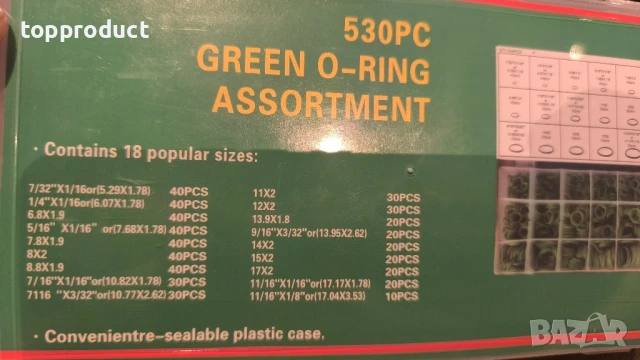 topproduct
530PC
GREEN O-RING
ASSORTMENT
· Contains 18 popular sizes:
7/32"X1/16or(5.29X1.78) 40PCS
1/4"X1/16or(6.07X1.78) 40PCS
6.8X1.9 40PCS
5/16" X1/16" or(7.68X1.78) 40PCS
7.8X1.9 40PCS
8X2 40PCS
8.8X1.9 40PCS
7/16"X1/16"or(10.82X1.78) 30PCS
7116 "X3/32"or(10.77X2.62) 30PCS
11X2 30PCS
12X2 30PCS
13.9X1.8 20PCS
9/16"X3/32"or(13.95X2.62) 20PCS
14X2 20PCS
15X2 20PCS
17X2 20PCS
11/16"X1/16"or(17.17X1.78) 20PCS
11/16"X1/8"or(17.04X3.53) 10PCS
· Convenientre-sealable plastic case.
BAZAR